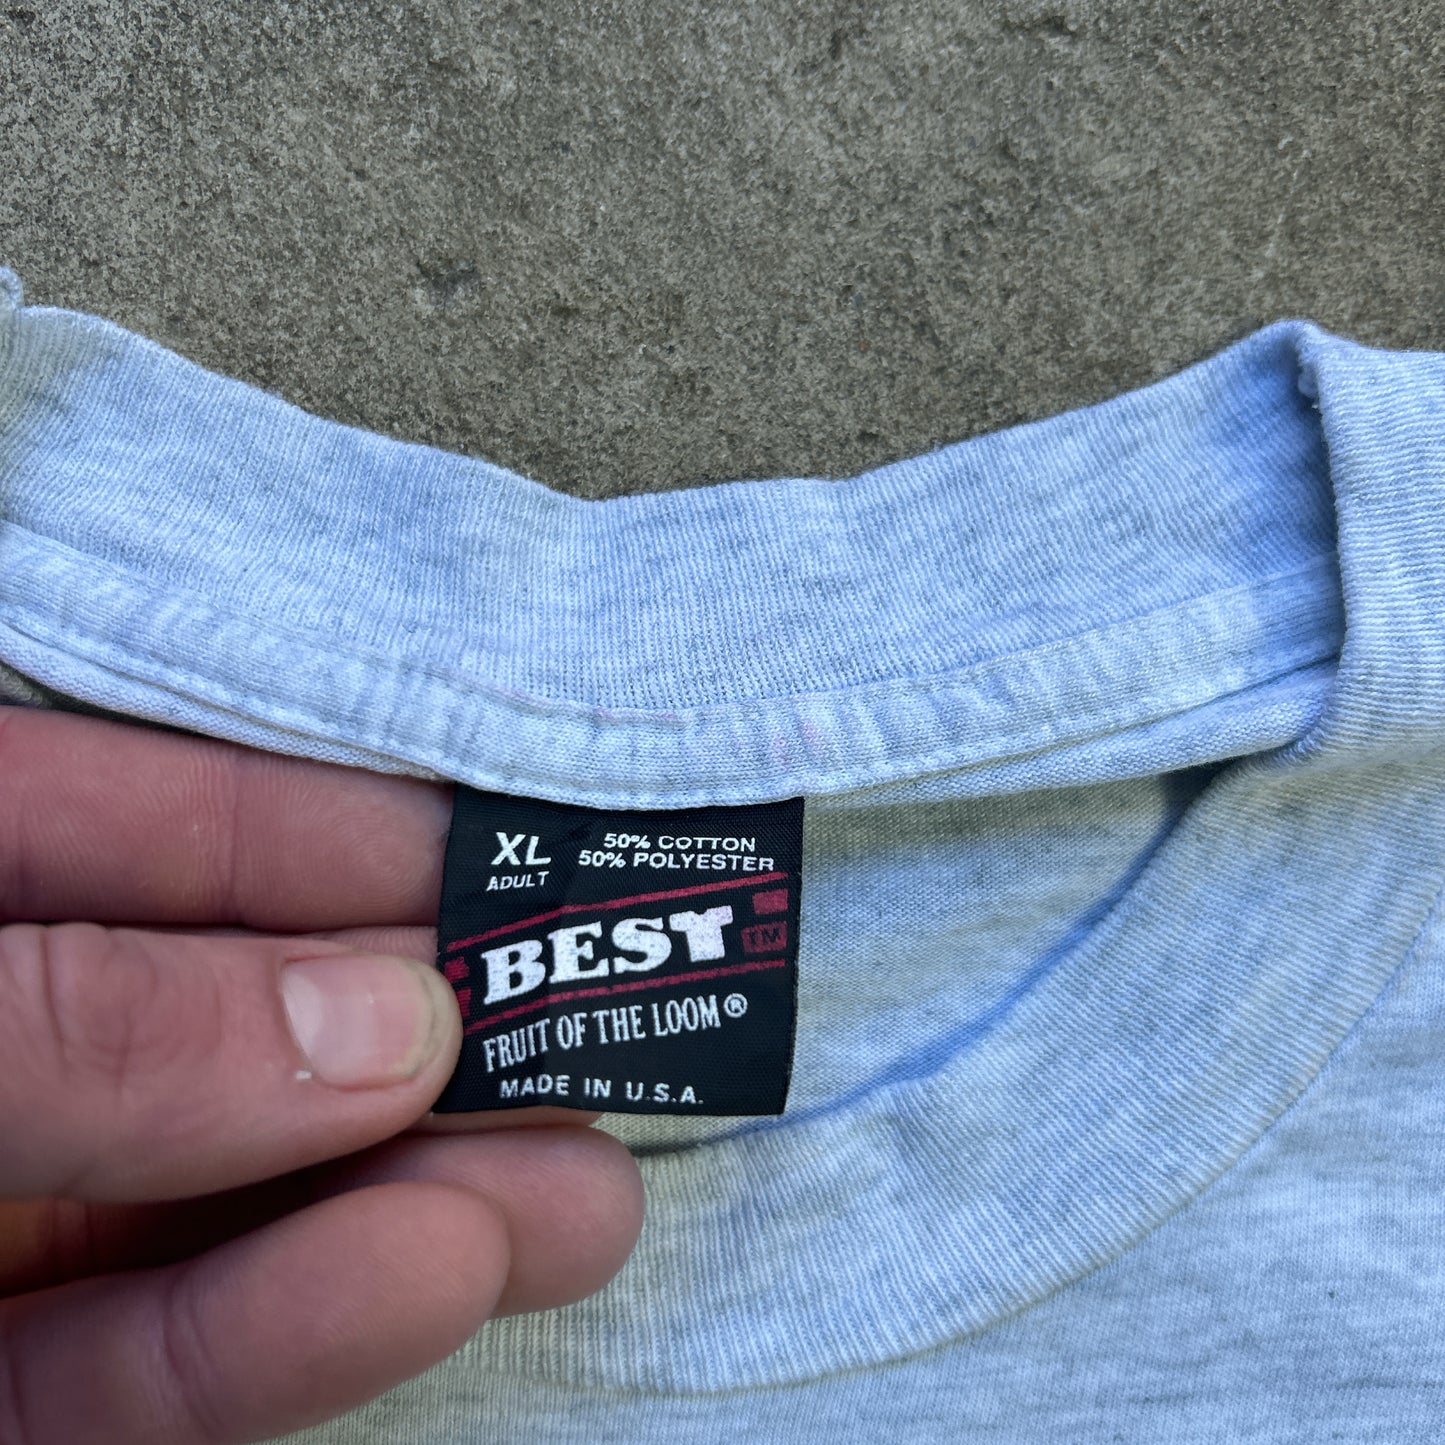 XL
ADULT
50% COTTON
50% POLYESTER
BEST TM
FRUIT OF THE LOOM®
MADE IN U.S.A.